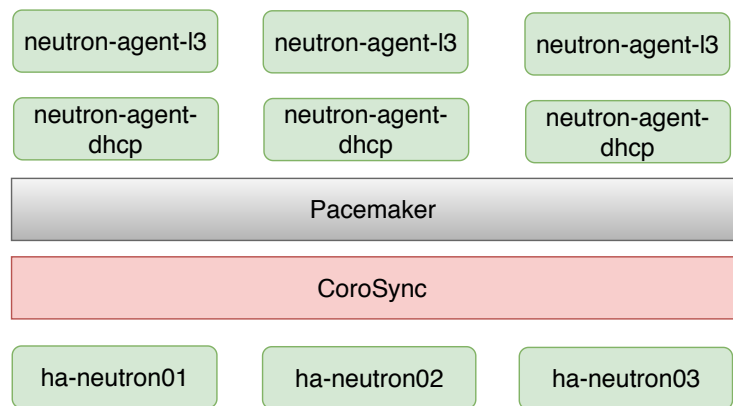 neutron-agent-l3
neutron-agent-l3
neutron-agent-l3
neutron-agent-
dhcp
neutron-agent-
dhcp
neutron-agent-
dhcp
Pacemaker
CoroSync
ha-neutron01
ha-neutron02
ha-neutron03